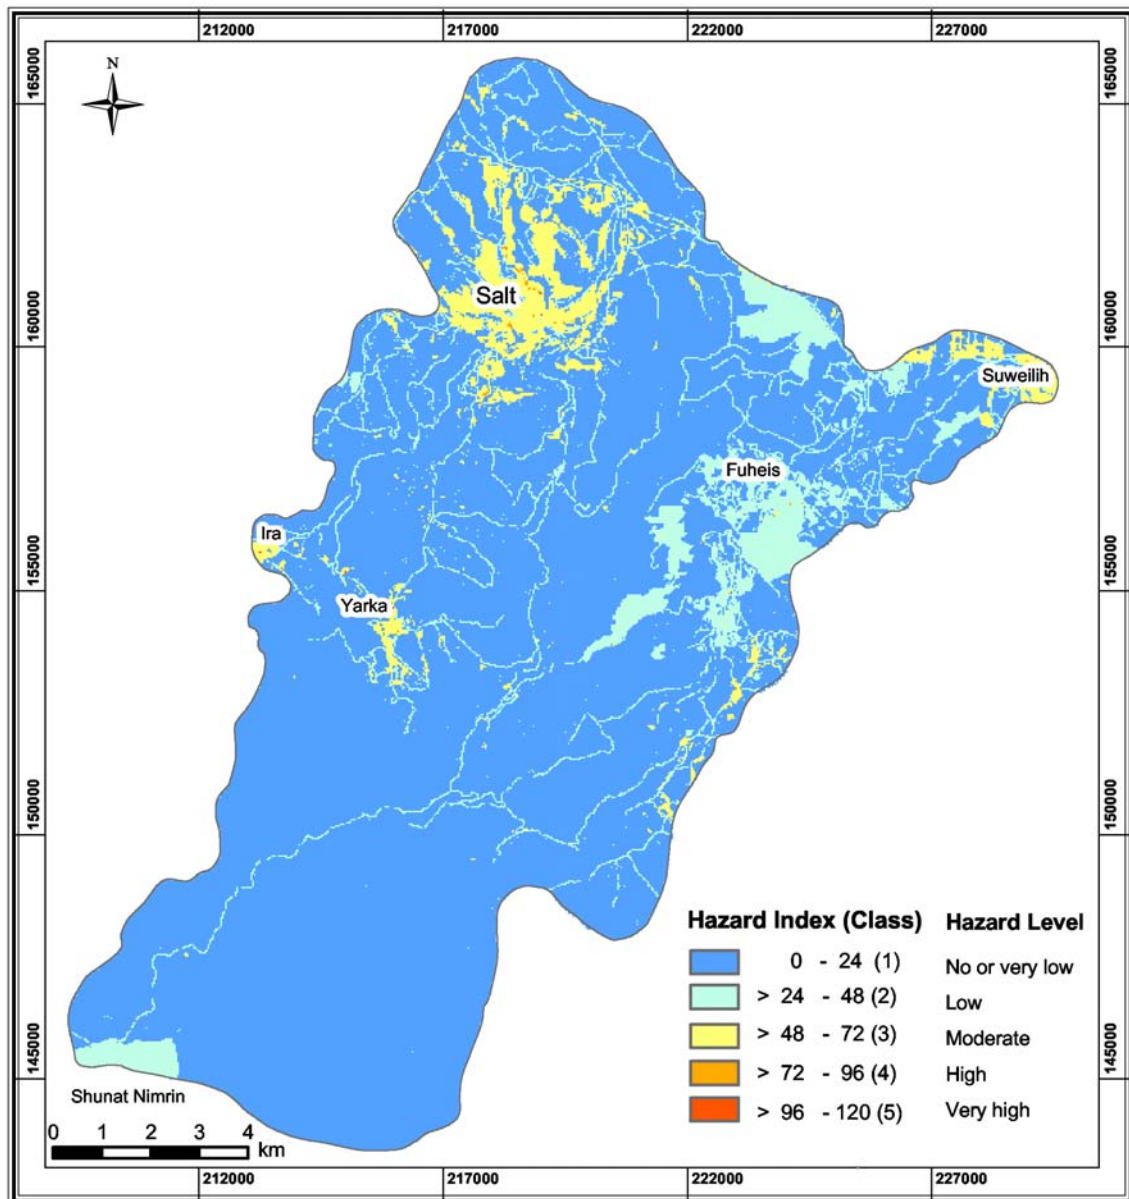 212000 217000 222000 227000
165000 165000
N
Salt
160000 160000
Suweilih
Fuheis
Ira
155000 155000
Yarka
150000 150000
Hazard Index (Class) Hazard Level
0 - 24 (1) No or very low
> 24 - 48 (2) Low
> 48 - 72 (3) Moderate
> 72 - 96 (4) High
> 96 - 120 (5) Very high
145000 145000
Shunat Nimrin
0 1 2 3 4
km
212000 217000 222000 227000